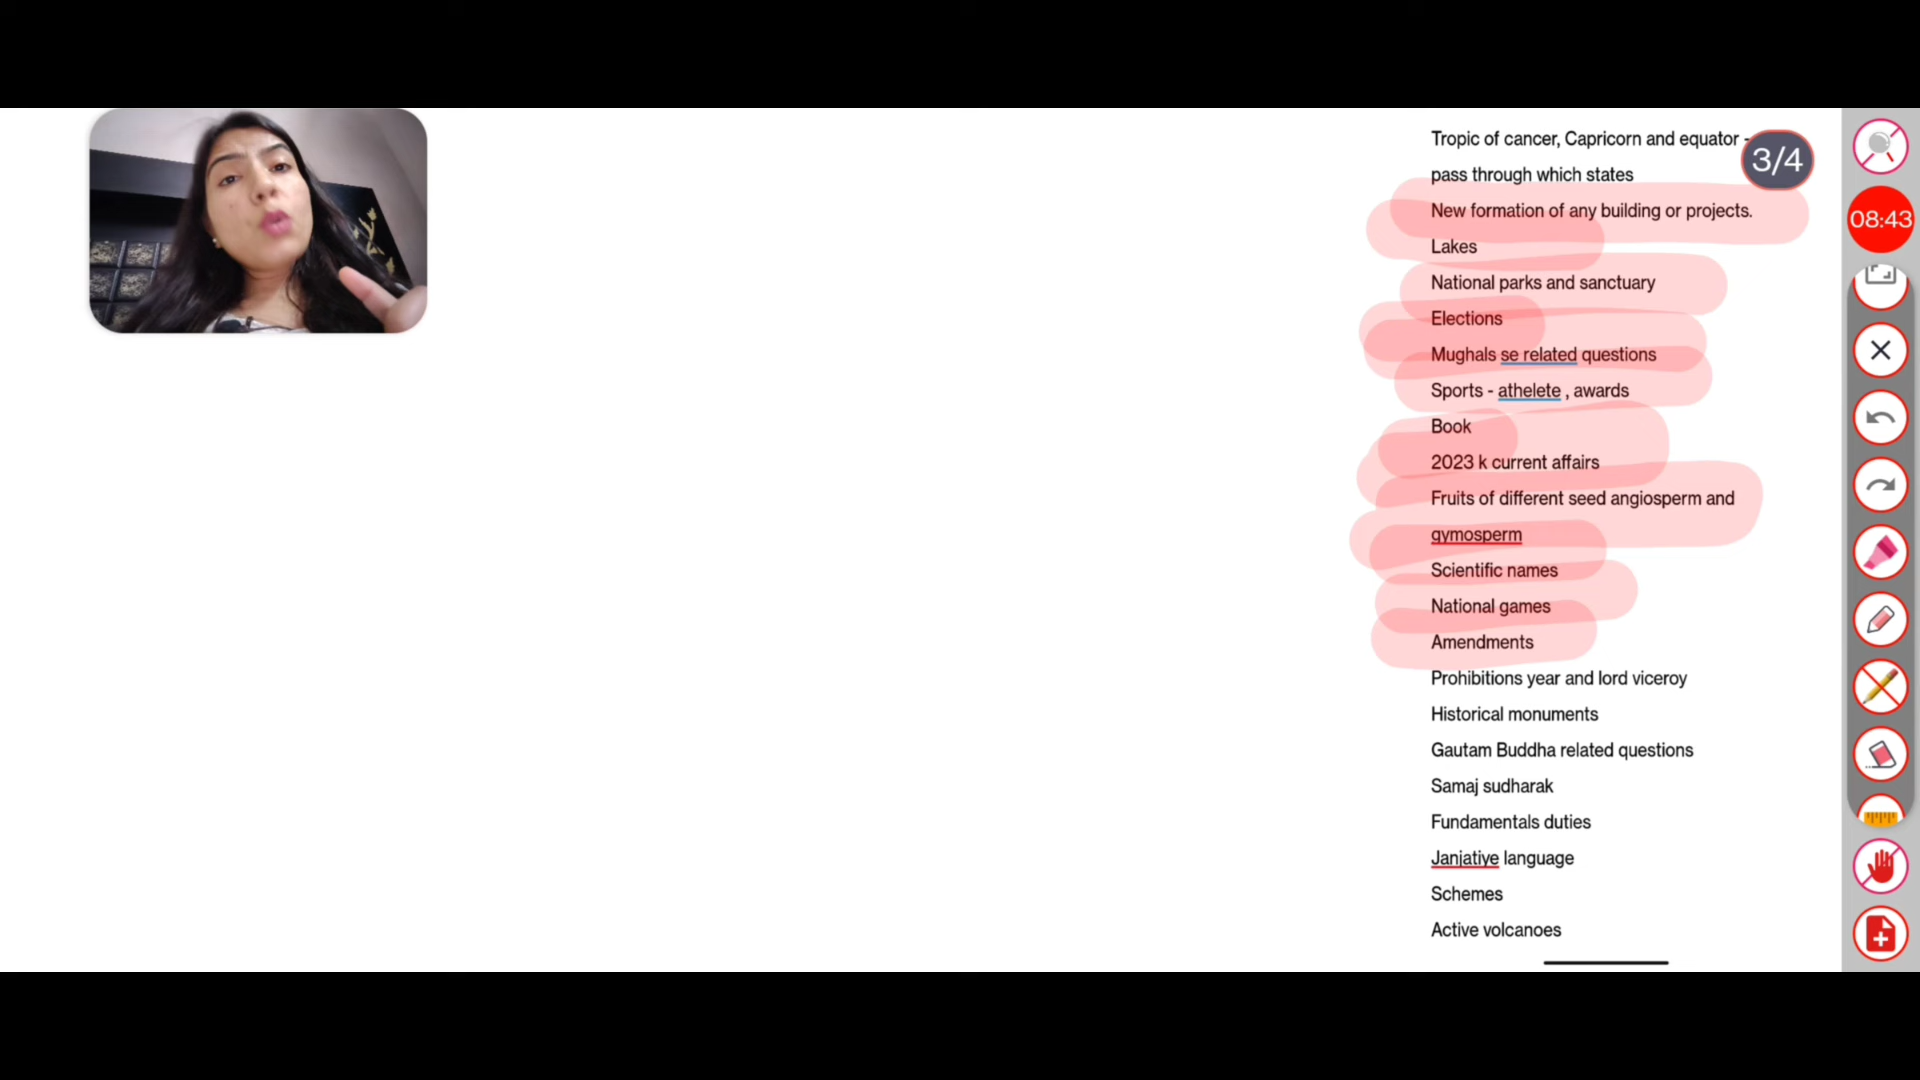 Tropic of cancer, Capricorn and equator -
pass through which states
New formation of any building or projects.
Lakes
National parks and sanctuary
Elections
Mughals se related questions
Sports - athelete , awards
Book
2023 k current affairs
Fruits of different seed angiosperm and
gymosperm
Scientific names
National games
Amendments
Prohibitions year and lord viceroy
Historical monuments
Gautam Buddha related questions
Samaj sudharak
Fundamentals duties
Janjatiye language
Schemes
Active volcanoes
3/4
08:43